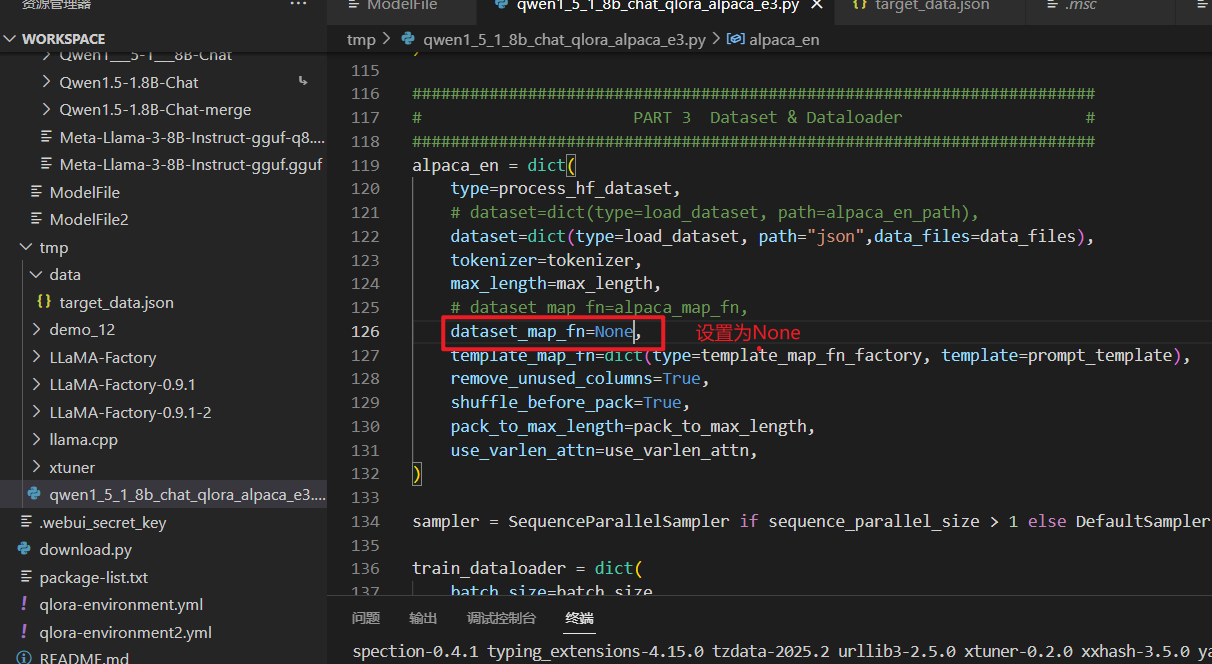 资源管理器
WORKSPACE
Qwen1___5-1___8B-Chat
Qwen1.5-1.8B-Chat
Qwen1.5-1.8B-Chat-merge
Meta-Llama-3-8B-Instruct-gguf-q8....
Meta-Llama-3-8B-Instruct-gguf.gguf
ModelFile
ModelFile2
tmp
data
target_data.json
demo_12
LLaMA-Factory
LLaMA-Factory-0.9.1
LLaMA-Factory-0.9.1-2
llama.cpp
xtuner
qwen1_5_1_8b_chat_qlora_alpaca_e3....
.webui_secret_key
download.py
package-list.txt
qlora-environment.yml
qlora-environment2.yml
README.md
ModelFile
qwen1_5_1_8b_chat_qlora_alpaca_e3.py
target_data.json
.msc
tmp > qwen1_5_1_8b_chat_qlora_alpaca_e3.py > alpaca_en
115
116 #######################################################################
117 # PART 3 Dataset & Dataloader #
118 #######################################################################
119 alpaca_en = dict(
120 type=process_hf_dataset,
121 # dataset=dict(type=load_dataset, path=alpaca_en_path),
122 dataset=dict(type=load_dataset, path="json",data_files=data_files),
123 tokenizer=tokenizer,
124 max_length=max_length,
125 # dataset_map_fn=alpaca_map_fn,
126 dataset_map_fn=None, 设置为None
127 template_map_fn=dict(type=template_map_fn_factory, template=prompt_template),
128 remove_unused_columns=True,
129 shuffle_before_pack=True,
130 pack_to_max_length=pack_to_max_length,
131 use_varlen_attn=use_varlen_attn,
132 )
133
134 sampler = SequenceParallelSampler if sequence_parallel_size > 1 else DefaultSampler
135
136 train_dataloader = dict(
137 batch_size=batch_size
问题 输出 调试控制台 终端
spection-0.4.1 typing_extensions-4.15.0 tzdata-2025.2 urllib3-2.5.0 xtuner-0.2.0 xxhash-3.5.0 ya